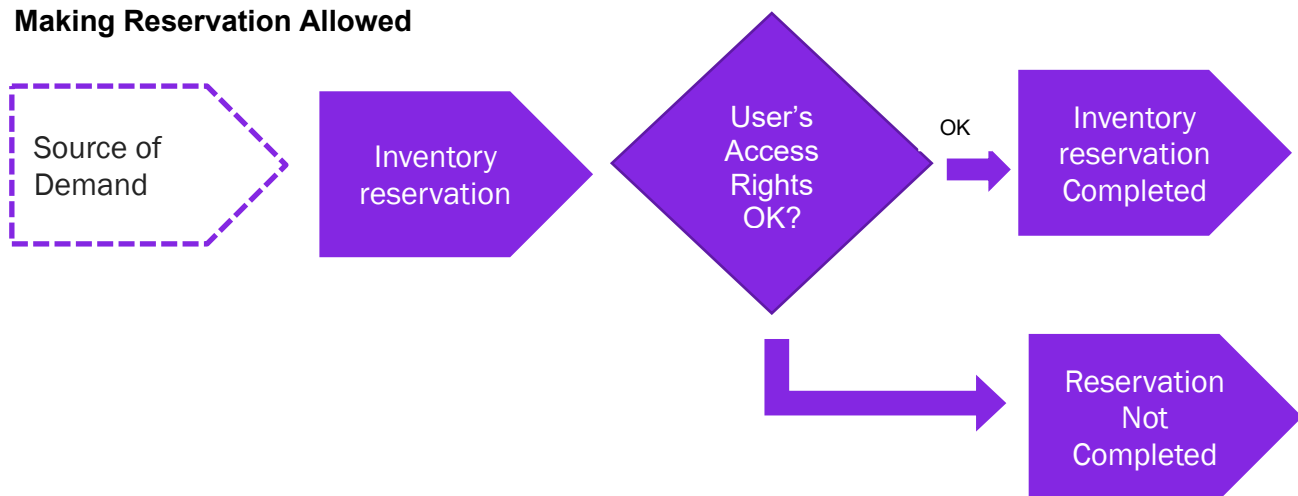 Making Reservation Allowed
Source of
Demand
Inventory
reservation
User's
Access
Rights
OK?
OK
Inventory
reservation
Completed
Reservation
Not
Completed